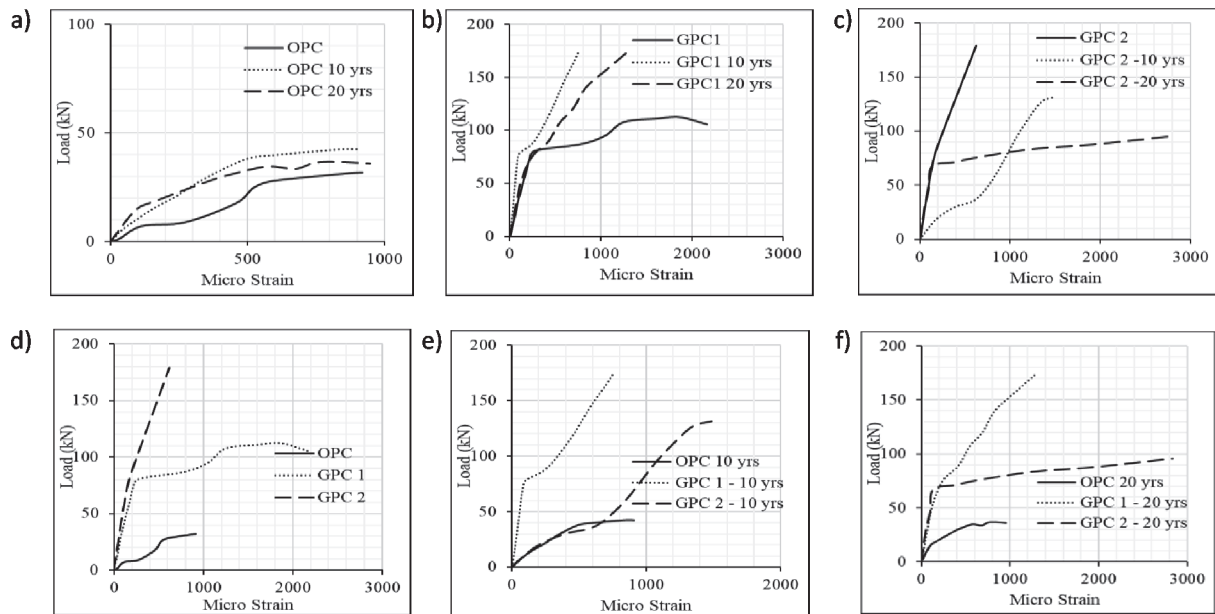 a)
100
50
0
Load (kN)
OPC
OPC 10 yrs
OPC 20 yrs
0 500 1000
Micro Strain
b)
200
150
100
50
0
Load (kN)
GPC1
GPC1 10 yrs
GPC1 20 yrs
0 1000 2000 3000
Micro Strain
c)
200
150
100
50
0
Load (kN)
GPC 2
GPC 2 -10 yrs
GPC 2 -20 yrs
0 1000 2000 3000
Micro Strain
d)
200
150
100
50
0
Load (kN)
OPC
GPC 1
GPC 2
0 1000 2000 3000
Micro Strain
e)
200
150
100
50
0
Load (kN)
OPC 10 yrs
GPC 1 - 10 yrs
GPC 2 - 10 yrs
0 1000 2000
Micro Strain
f)
200
150
100
50
0
Load (kN)
OPC 20 yrs
GPC 1 - 20 yrs
GPC 2 - 20 yrs
0 1000 2000 3000
Micro Strain